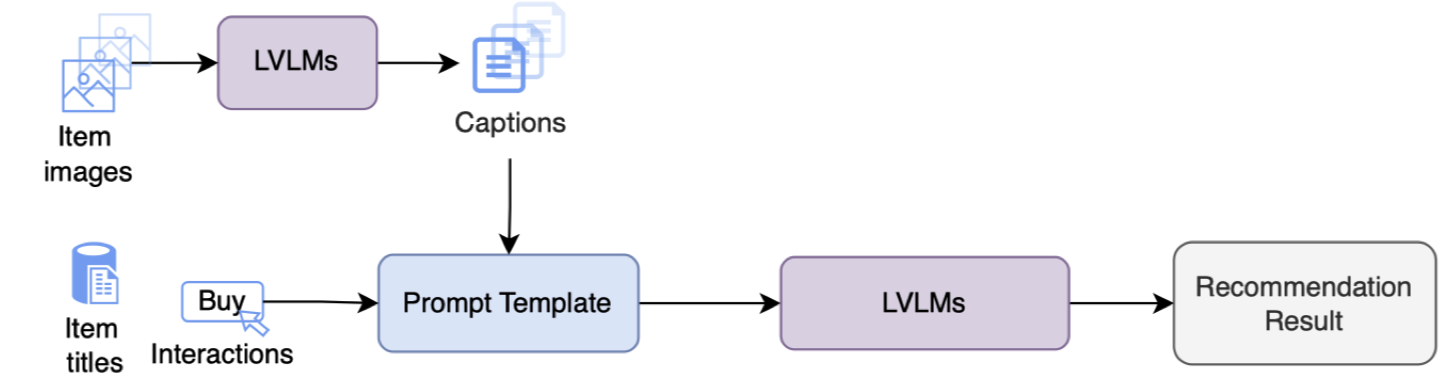 LVLMs
Captions
Item
images
Item
titles
Buy
Interactions
Prompt Template
LVLMs
Recommendation
Result